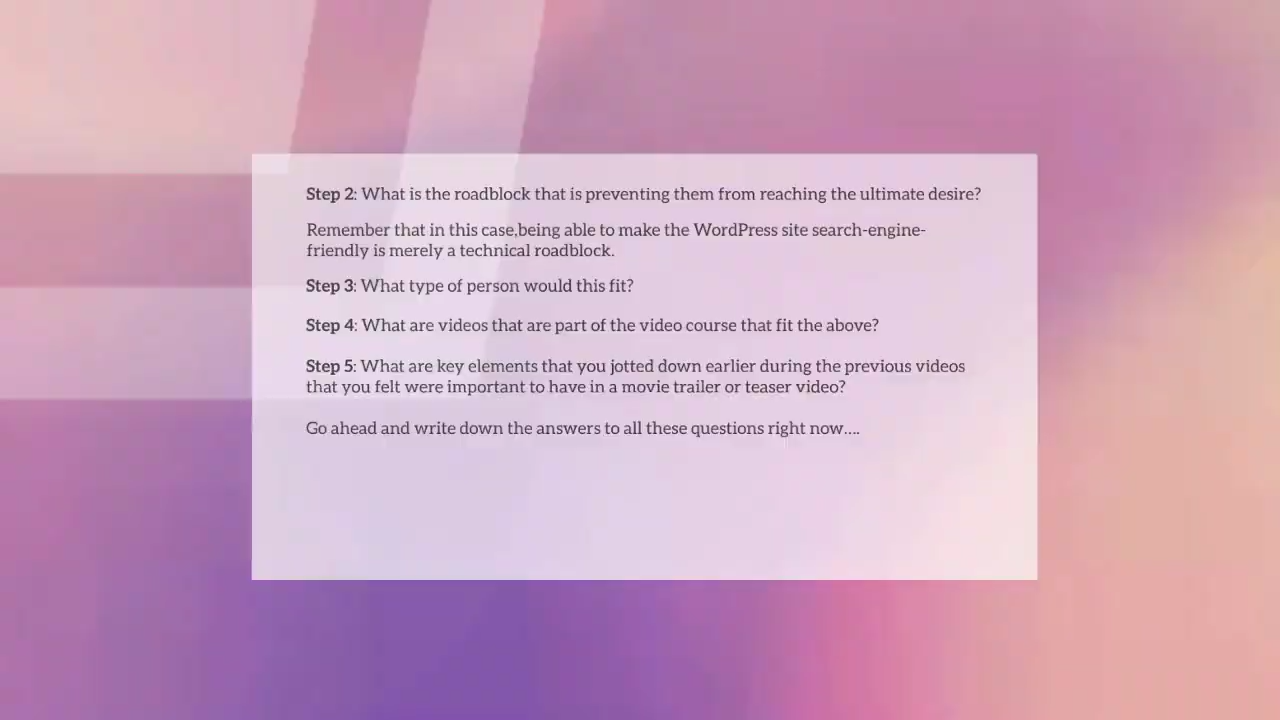 Step 2: What is the roadblock that is preventing them from reaching the ultimate desire?
Remember that in this case,being able to make the WordPress site search-engine-
friendly is merely a technical roadblock.
Step 3: What type of person would this fit?
Step 4: What are videos that are part of the video course that fit the above?
Step 5: What are key elements that you jotted down earlier during the previous videos
that you felt were important to have in a movie trailer or teaser video?
Go ahead and write down the answers to all these questions right now....